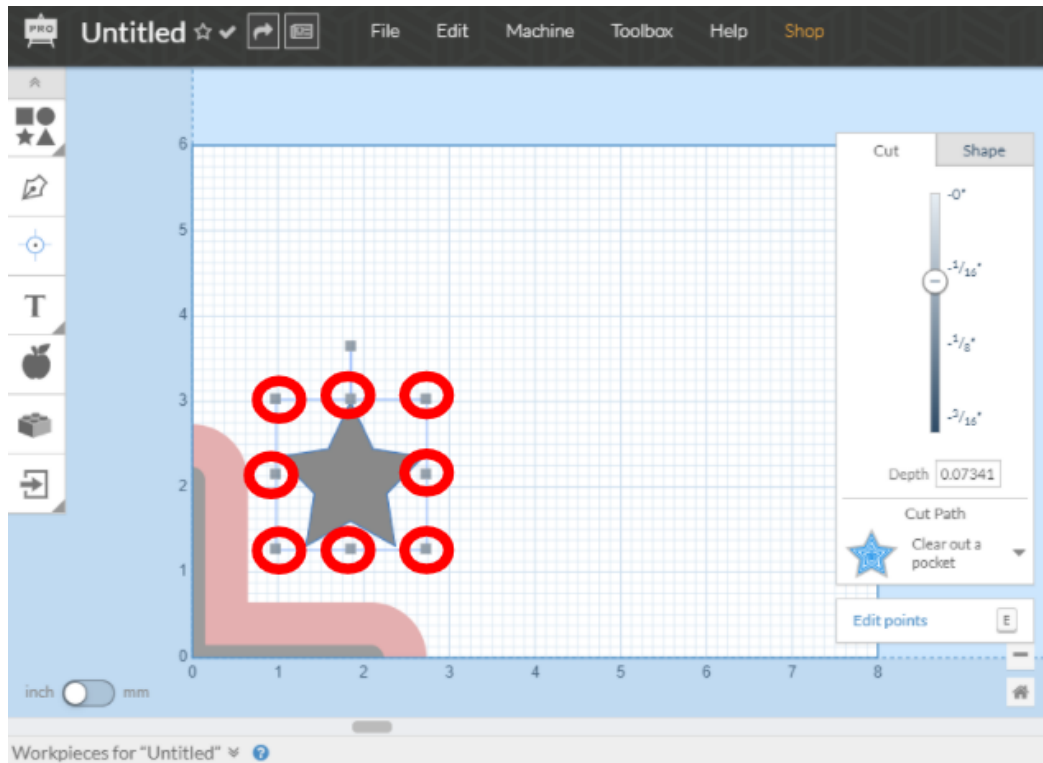 PRO Untitled File Edit Machine Toolbox Help Shop
Cut Shape
-0"
-1/16"
-1/8"
-3/16"
Depth 0.07341
Cut Path
Clear out a
pocket
Edit points E
T
6
5
4
3
2
1
0
0 1 2 3 4 5 6 7 8
inch mm
Workpieces for "Untitled" ?